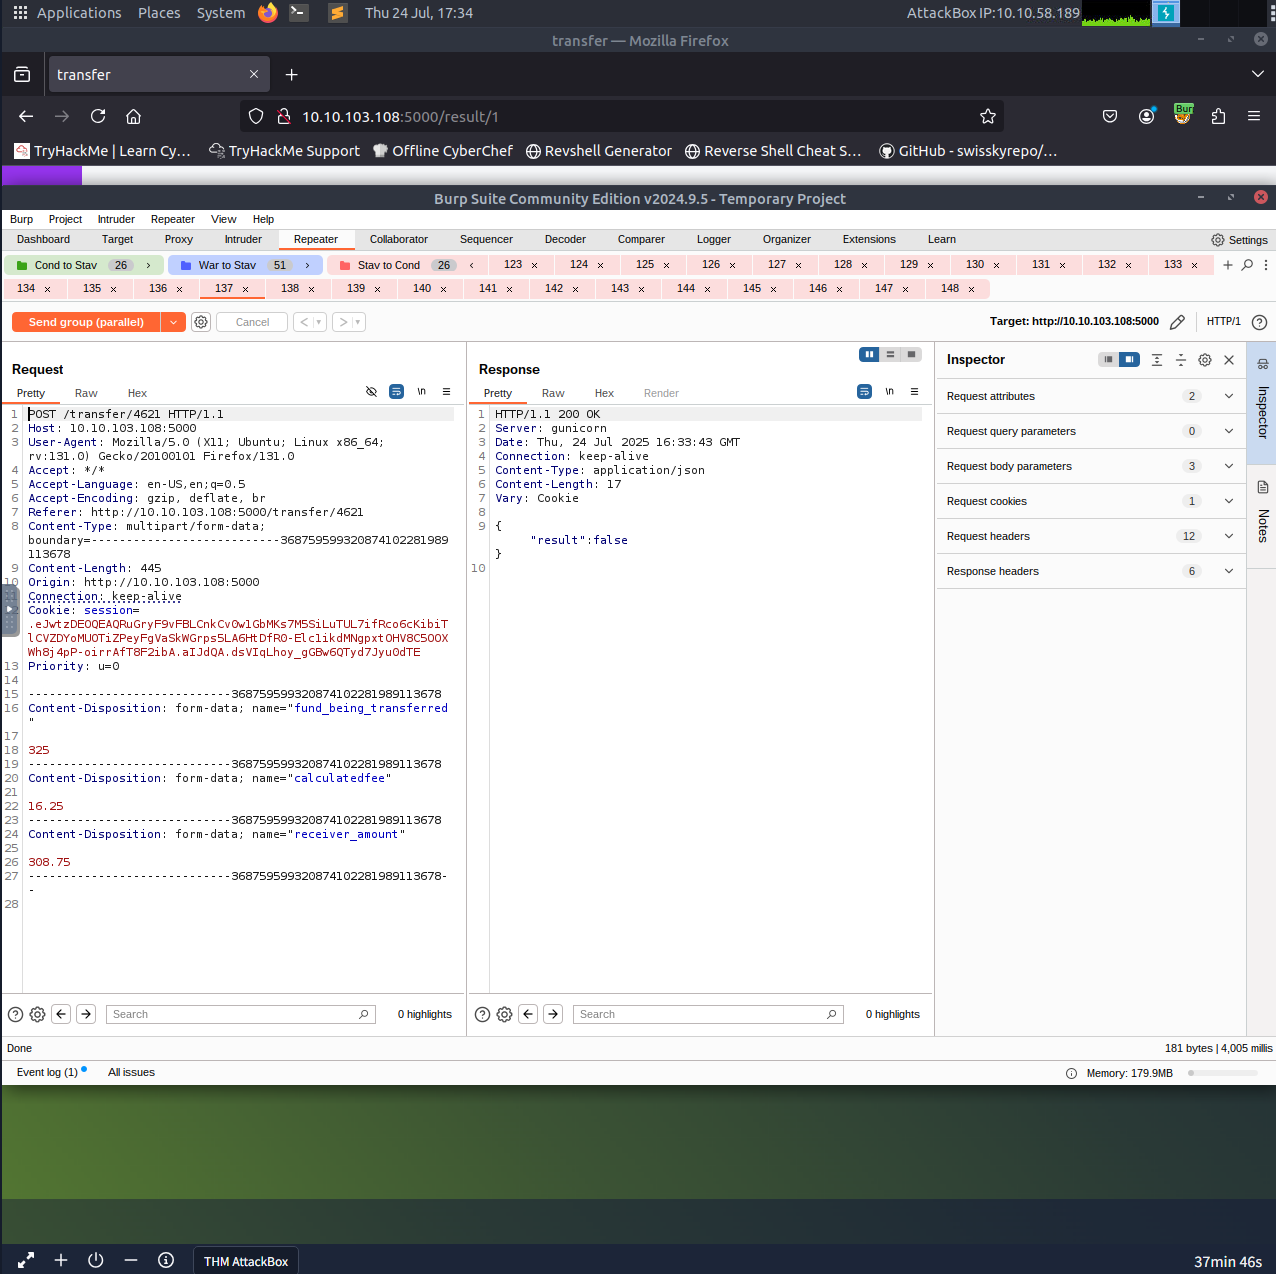 Applications Places System Thu 24 Jul, 17:34 AttackBox IP:10.10.58.189
transfer — Mozilla Firefox
transfer
10.10.103.108:5000/result/1
Burp
TryHackMe | Learn Cy… TryHackMe Support Offline CyberChef Revshell Generator Reverse Shell Cheat S… GitHub - swisskyrepo/…
Burp Suite Community Edition v2024.9.5 - Temporary Project
Burp Project Intruder Repeater View Help
Dashboard Target Proxy Intruder Repeater Collaborator Sequencer Decoder Comparer Logger Organizer Extensions Learn Settings
Cond to Stav 26 War to Stav 51 Stav to Cond 26 123 124 125 126 127 128 129 130 131 132 133
134 135 136 137 138 139 140 141 142 143 144 145 146 147 148
Send group (parallel) Cancel Target: http://10.10.103.108:5000 HTTP/1
Request
Pretty Raw Hex \n
1 POST /transfer/4621 HTTP/1.1
2 Host: 10.10.103.108:5000
3 User-Agent: Mozilla/5.0 (X11; Ubuntu; Linux x86_64;
rv:131.0) Gecko/20100101 Firefox/131.0
4 Accept: */*
5 Accept-Language: en-US,en;q=0.5
6 Accept-Encoding: gzip, deflate, br
7 Referer: http://10.10.103.108:5000/transfer/4621
8 Content-Type: multipart/form-data;
boundary=---------------------------368759599320874102281989
113678
9 Content-Length: 445
10 Origin: http://10.10.103.108:5000
Connection: keep-alive
Cookie: session=
13 Priority: u=0
14
15 -----------------------------368759599320874102281989113678
16 Content-Disposition: form-data; name="fund_being_transferred
"
17
18 325
19 -----------------------------368759599320874102281989113678
20 Content-Disposition: form-data; name="calculatedfee"
21
22 16.25
23 -----------------------------368759599320874102281989113678
24 Content-Disposition: form-data; name="receiver_amount"
25
26 308.75
27 -----------------------------368759599320874102281989113678-
-
28
Search 0 highlights
Response
Pretty Raw Hex Render \n
1 HTTP/1.1 200 OK
2 Server: gunicorn
3 Date: Thu, 24 Jul 2025 16:33:43 GMT
4 Connection: keep-alive
5 Content-Type: application/json
6 Content-Length: 17
7 Vary: Cookie
8
9 {
"result":false
}
10
Search 0 highlights
Inspector
Request attributes 2
Request query parameters 0
Request body parameters 3
Request cookies 1
Request headers 12
Response headers 6
Inspector
Notes
Done 181 bytes | 4,005 millis
Event log (1) All issues Memory: 179.9MB
THM AttackBox 37min 46s